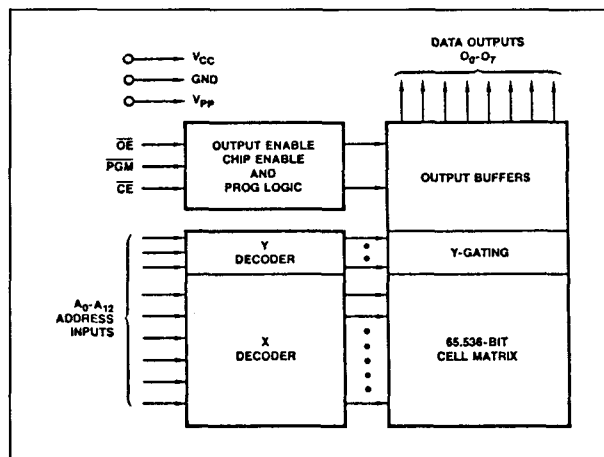 DATA OUTPUTS
O0-O7
VCC
GND
VPP
OE
PGM
CE
OUTPUT ENABLE
CHIP ENABLE
AND
PROG LOGIC
OUTPUT BUFFERS
Y
DECODER
Y-GATING
A0-A12
ADDRESS
INPUTS
X
DECODER
65,536-BIT
CELL MATRIX